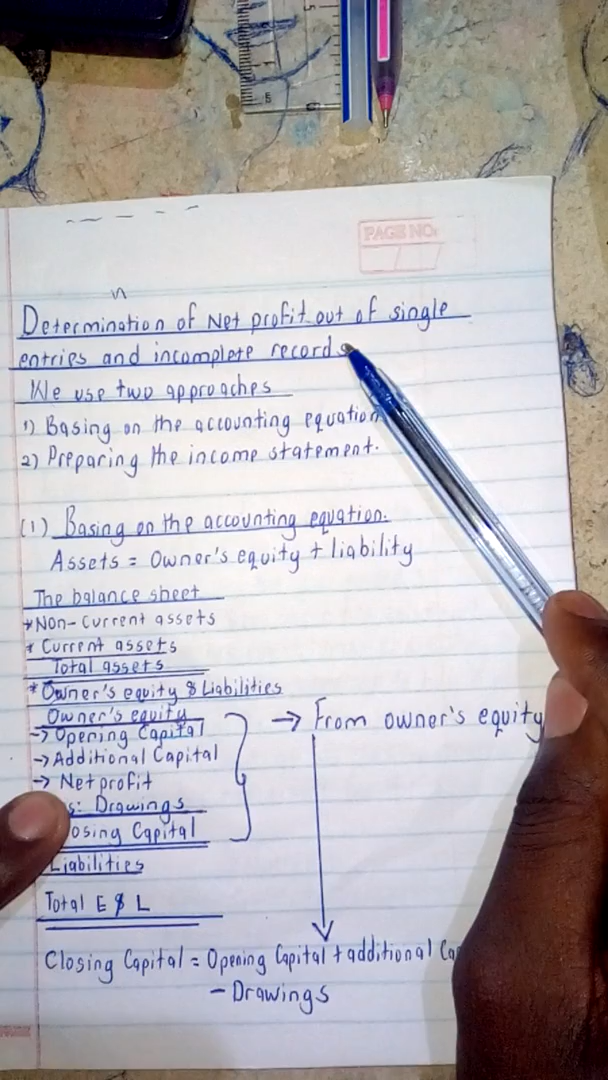 PAGE NO:
Determination of Net profit out of single
entries and incomplete records
We use two approaches
1) Basing on the accounting equation
2) Preparing the income statement.
(1) Basing on the accounting equation.
Assets = Owner's equity + liability
The balance sheet
*Non-current assets
* Current assets
Total assets
*Owner's equity & Liabilities
Owner's equity
→ Opening Capital
→ Additional Capital
→ Net profit
s: Drawings
osing Capital
Liabilities
Total E & L
→ From owner's equity
Closing Capital = Opening Capital + additional
- Drawings